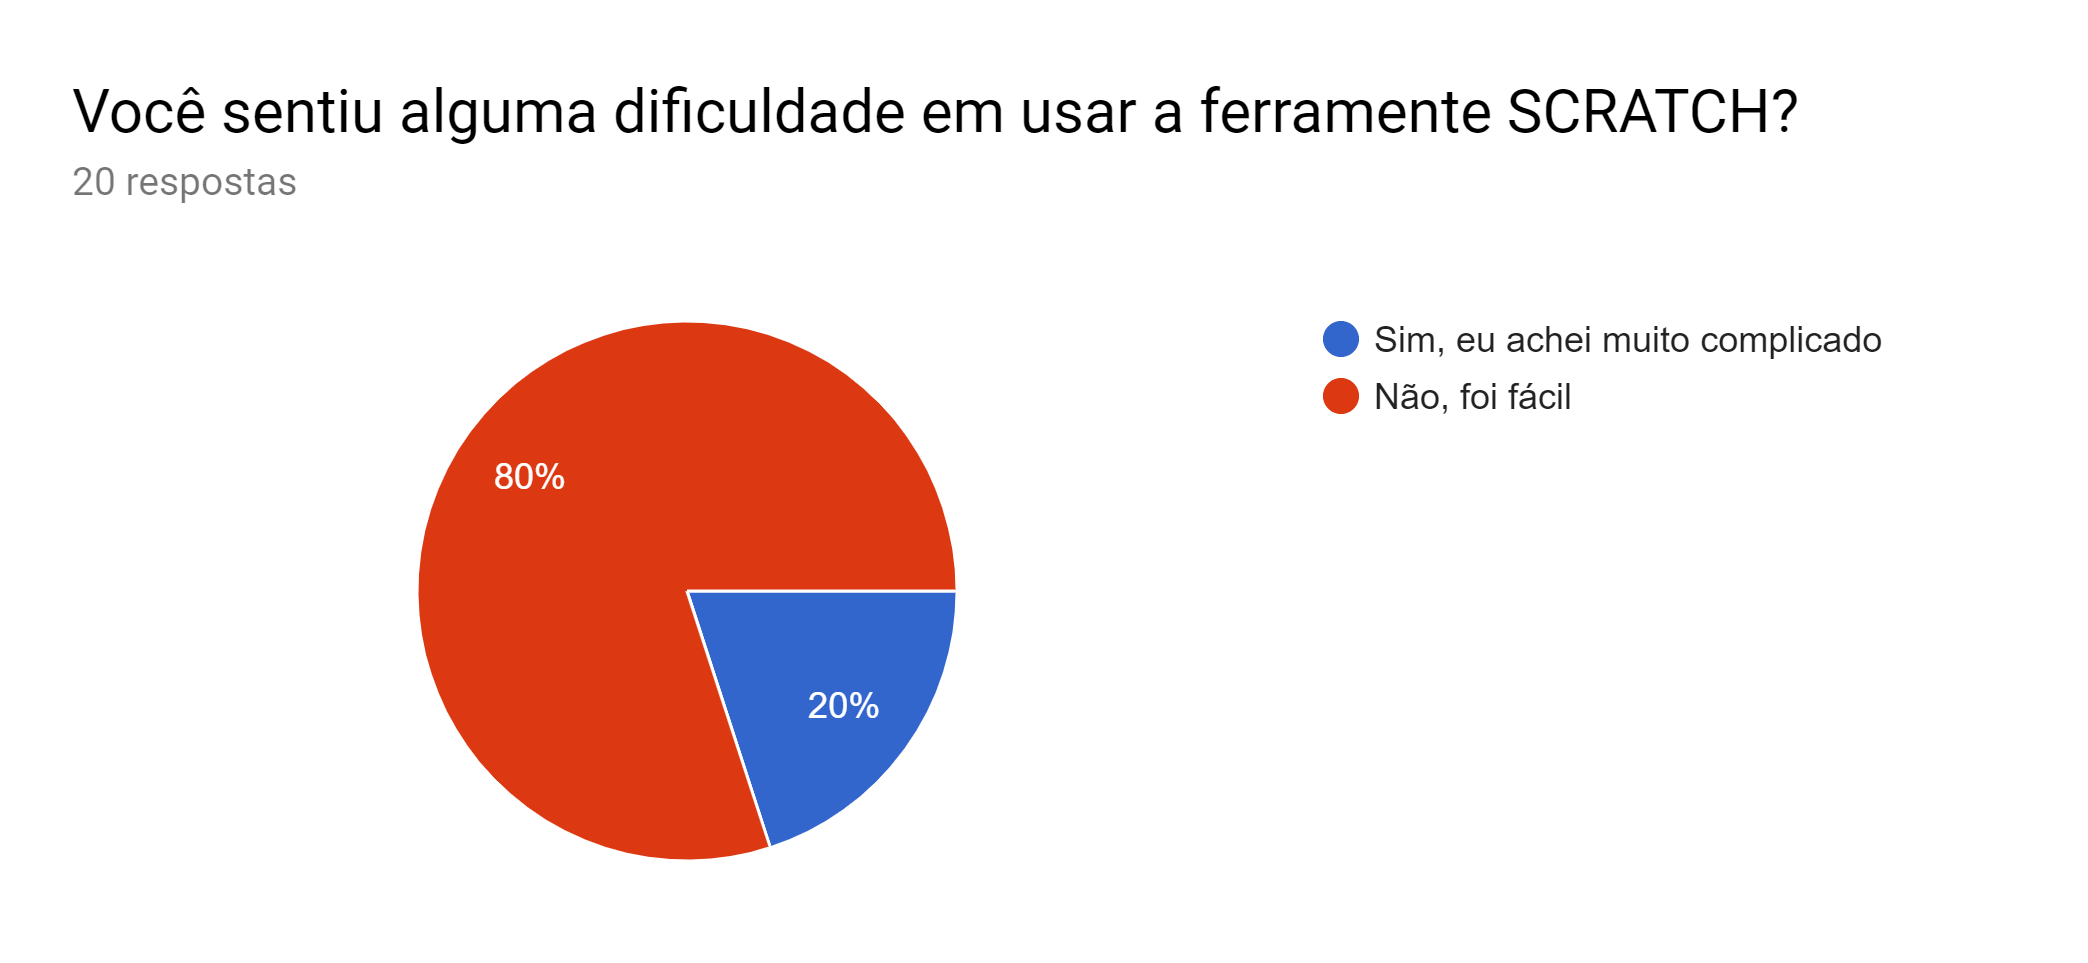 Você sentiu alguma dificuldade em usar a ferramente SCRATCH?
20 respostas
Sim, eu achei muito complicado
Não, foi fácil
80%
20%